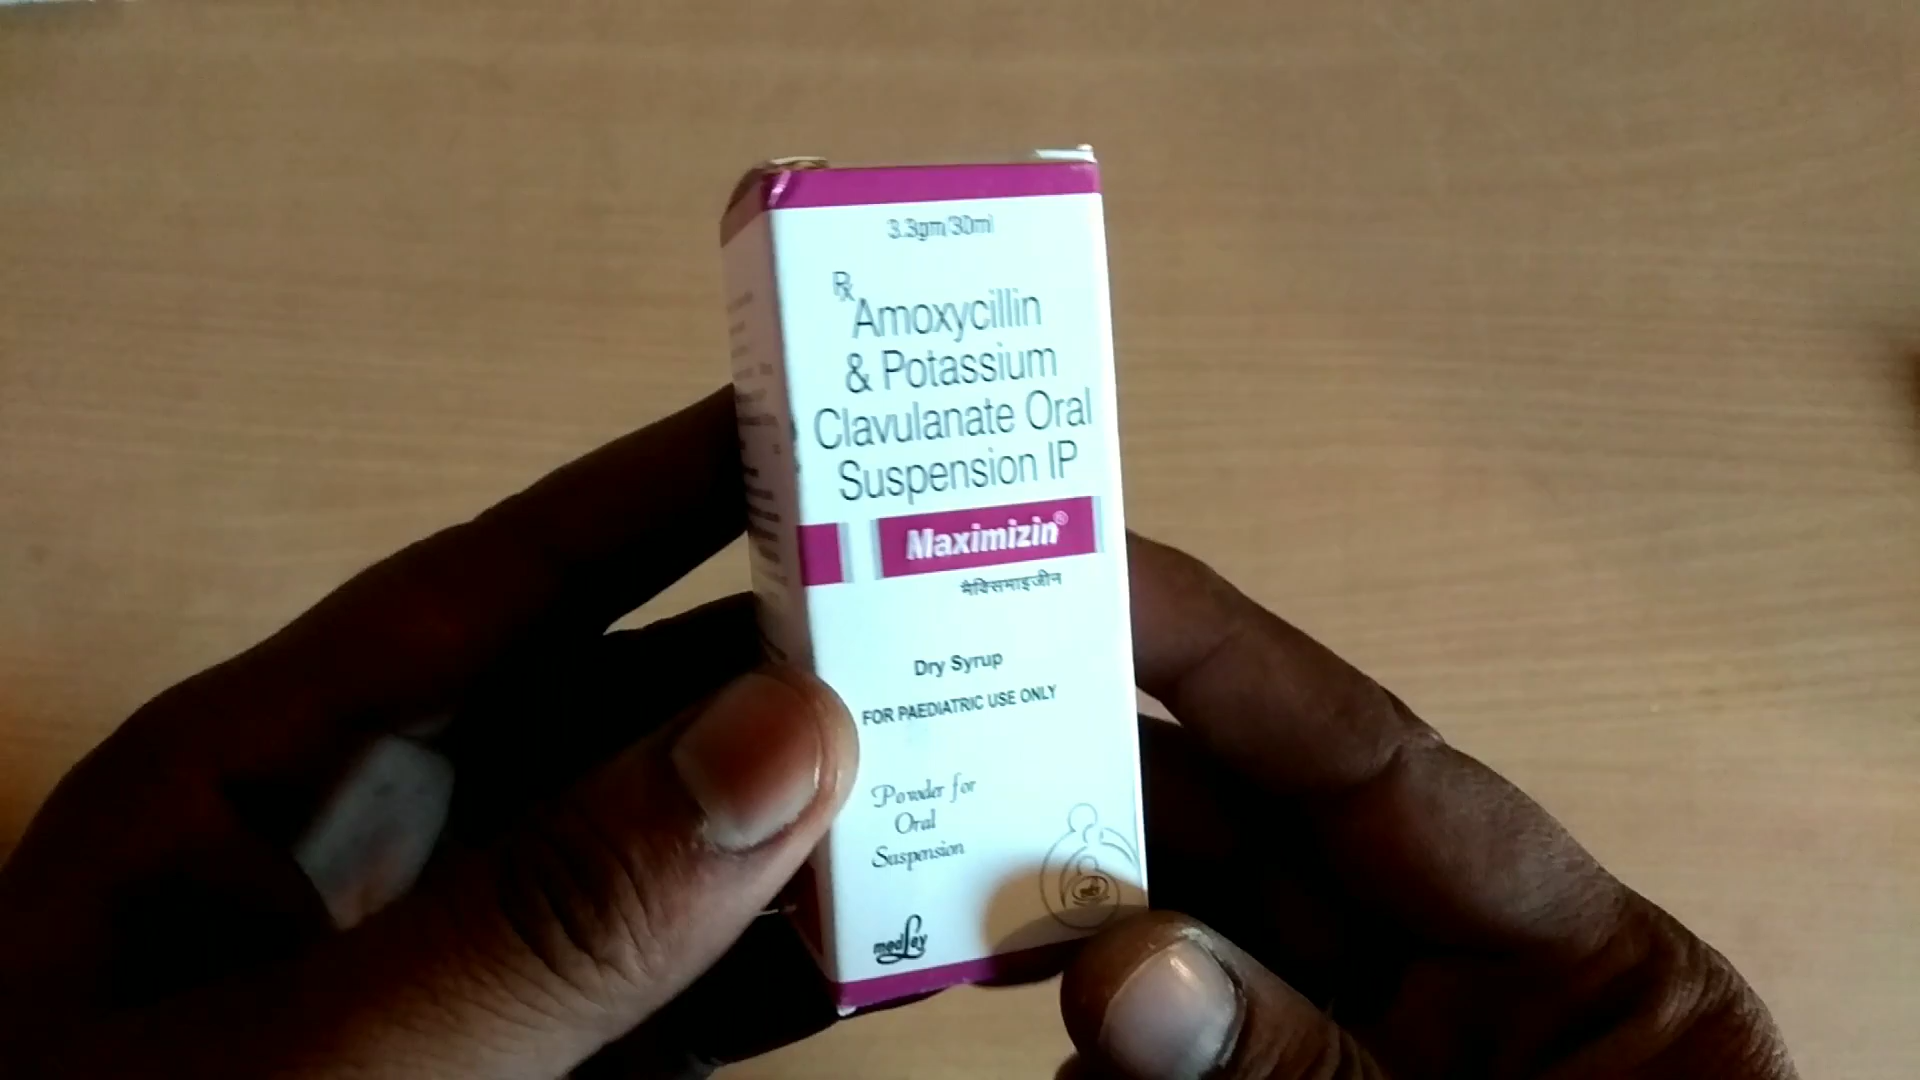 3.3gm/30ml
Rx
Amoxycillin
& Potassium
Clavulanate Oral
Suspension IP
Maximizin®
मैक्सिमाइजीन
Dry Syrup
FOR PAEDIATRIC USE ONLY
Powder for
Oral
Suspension
medley